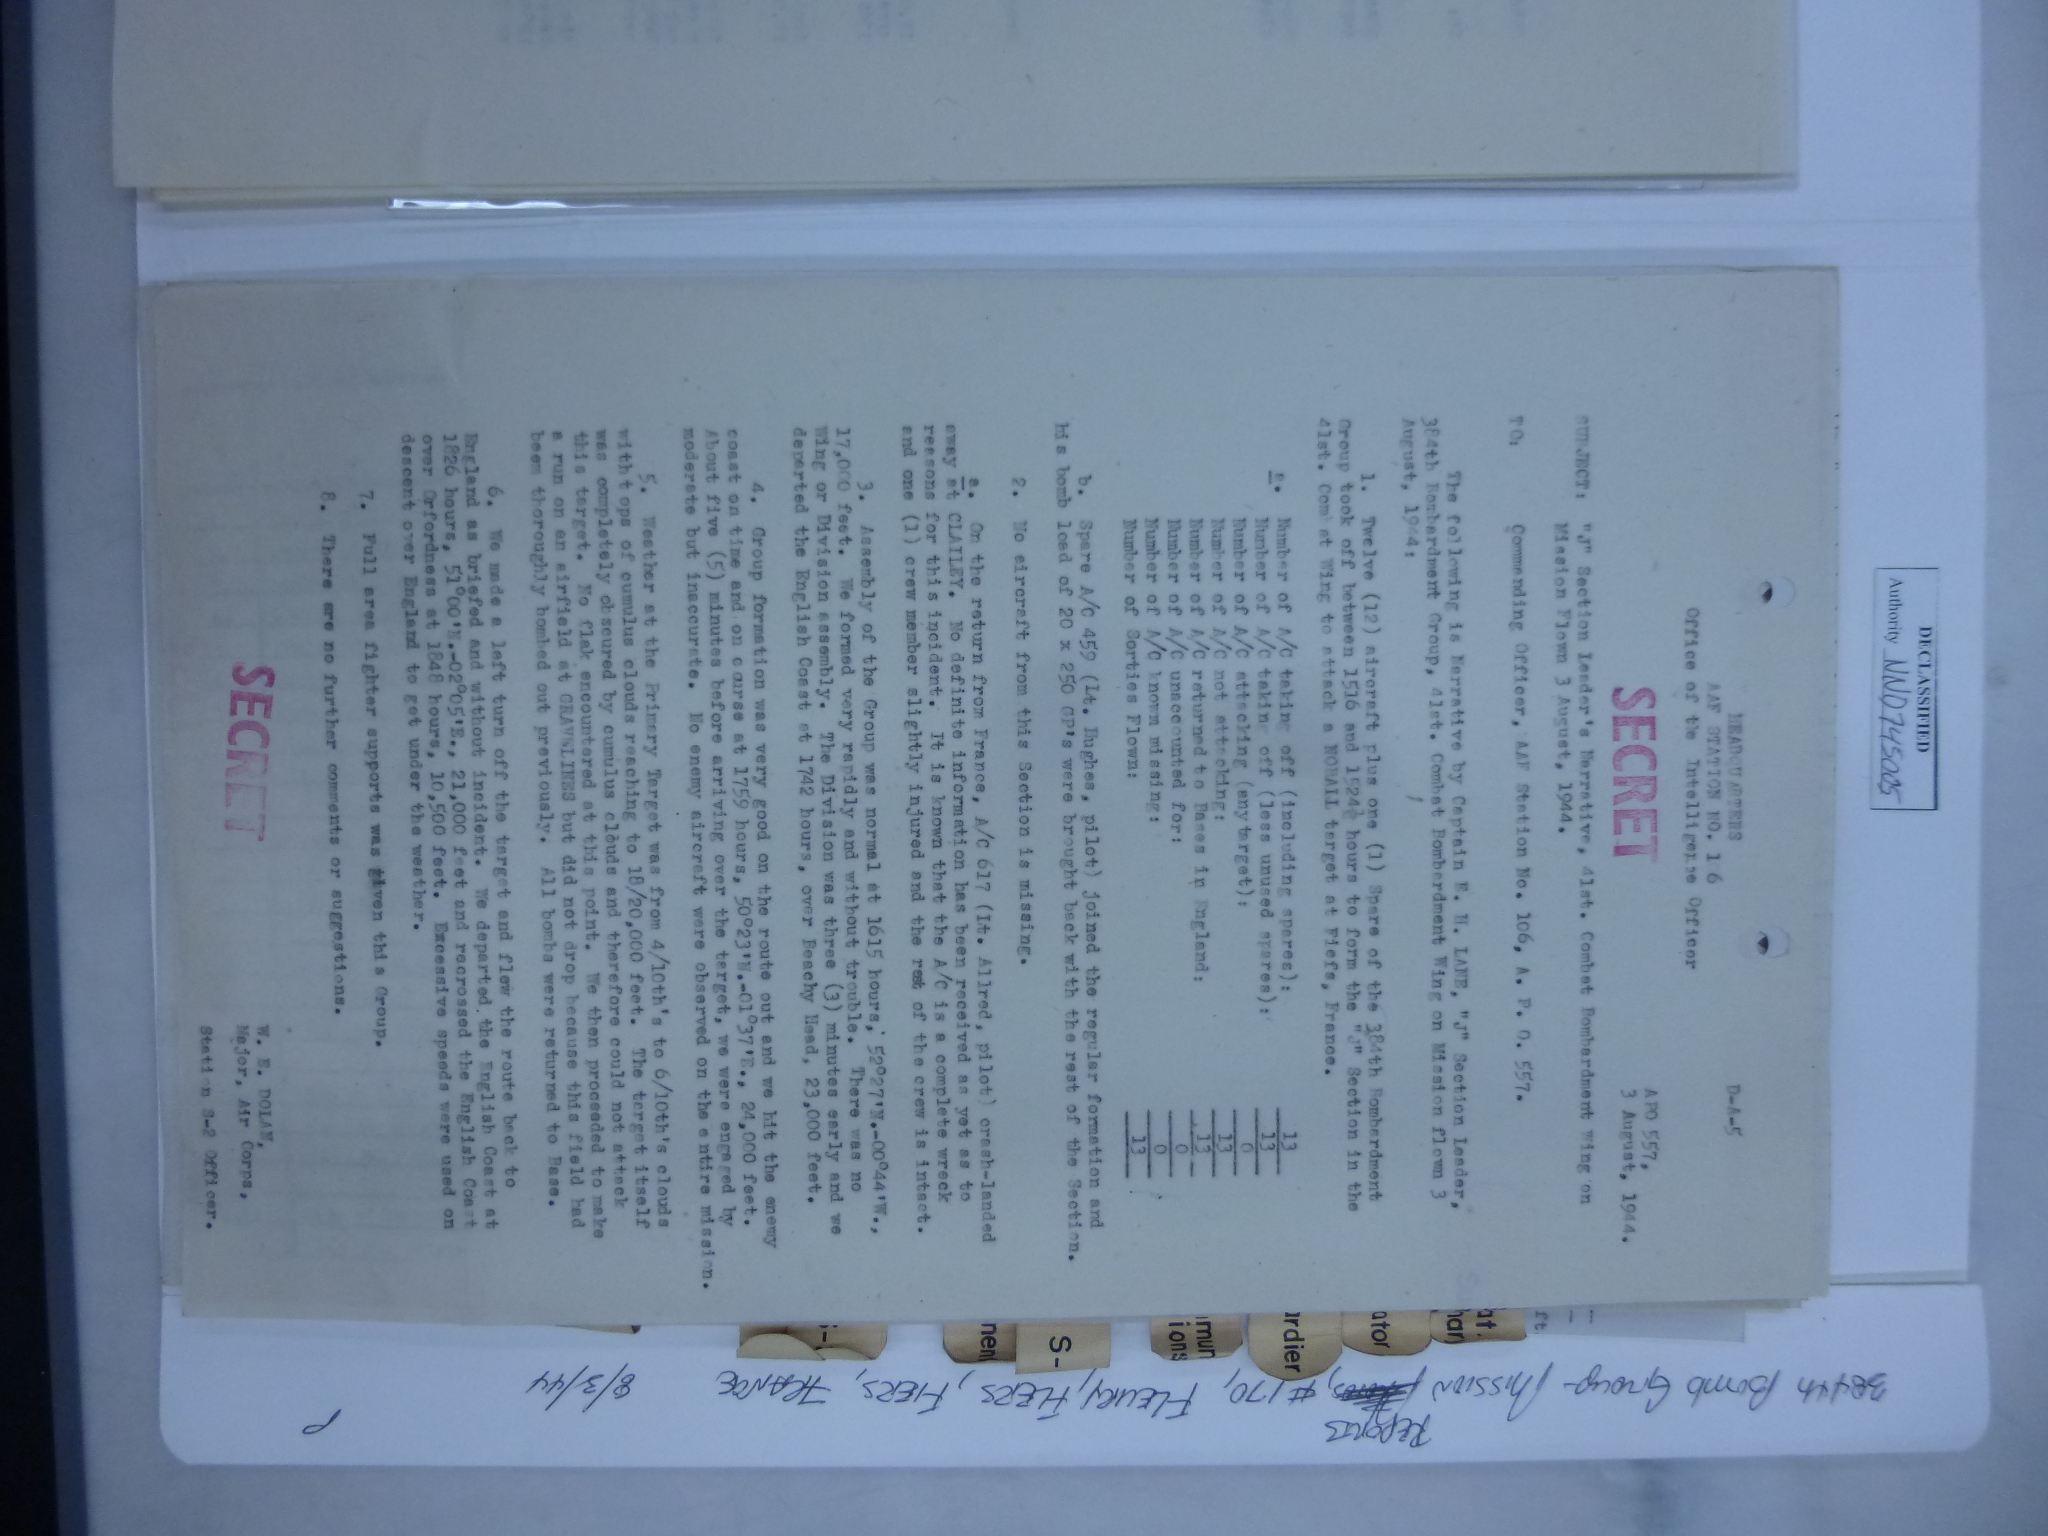 DECLASSIFIED
Authority NND745005
HEADQUARTERS
AAF STATION NO. 106
Office of the Intelligence Officer
D-A-5
APO 557,
3 August, 1944.
SECRET
SUBJECT: "J" Section Leader's Narrative, 41st. Combat Bombardment Wing on
Mission Flown 3 August, 1944.
TO: Commanding Officer, AAF Station No. 106, A. P. O. 557.
The following is Narrative by Captain E. H. LANE, "J" Section Leader,
384th Bombardment Group, 41st. Combat Bombardment Wing on Mission flown 3
August, 1944:
1. Twelve (12) aircraft plus one (1) Spare of the 384th Bombardment
Group took off between 1516 and 1524½ hours to form the "J" Section in the
41st. Combat Wing to attack a NOBALL target at Fiefs, France.
a. Number of A/C taking off (including spares): 13
Number of A/C taking off (less unused spares): 13
Number of A/C attacking (any target): 0
Number of A/C not attacking: 13
Number of A/C returned to Bases in England: 13
Number of A/C unaccounted for: 0
Number of A/C known missing: 0
Number of Sorties Flown: 13
b. Spare A/C 459 (Lt. Hughes, pilot) joined the regular formation and
his bomb load of 20 x 250 GP's were brought back with the rest of the Section.
2. No aircraft from this Section is missing.
a. On the return from France, A/C 617 (Lt. Allred, pilot) crash-landed
away at CLAILEY. No definite information has been received as yet as to
reasons for this incident. It is known that the A/C is a complete wreck
and one (1) crew member slightly injured and the rest of the crew is intact.
3. Assembly of the Group was normal at 1615 hours, 52°27'N.-00°44'W.,
17,000 feet. We formed very rapidly and without trouble. There was no
Wing or Division assembly. The Division was three (3) minutes early and we
departed the English Coast at 1742 hours, over Beachy Head, 23,000 feet.
4. Group formation was very good on the route out and we hit the enemy
coast on time and on course at 1759 hours, 50°23'N.-01°37'E., 24,000 feet.
About five (5) minutes before arriving over the target, we were engaged by
moderate but inaccurate. No enemy aircraft were observed on the entire mission.
5. Weather at the Primary Target was from 4/10th's to 6/10th's clouds
with tops of cumulus clouds reaching to 18/20,000 feet. The target itself
was completely obscured by cumulus clouds and therefore could not attack
this target. No flak encountered at this point. We then proceeded to make
a run on an airfield at GRAVELINES but did not drop because this field had
been thoroughly bombed out previously. All bombs were returned to Base.
6. We made a left turn off the target and flew the route back to
England as briefed and without incident. We departed the English Coast at
1826 hours, 51°00'N.-02°05'E., 21,000 feet and recrossed the English Coast
over Orfordness at 1848 hours, 10,500 feet. Excessive speeds were used on
descent over England to get under the weather.
7. Full area fighter supports was given this Group.
8. There are no further comments or suggestions.
SECRET
W. E. DOLAN,
Major, Air Corps,
Station S-2 Officer.
384th Bomb Group - Mission Reports, #170, FLEURY, FLERS, FIERS, FRANCE 8/3/44
P
at.
har
ator
rdier
mun
ions
S-
nen